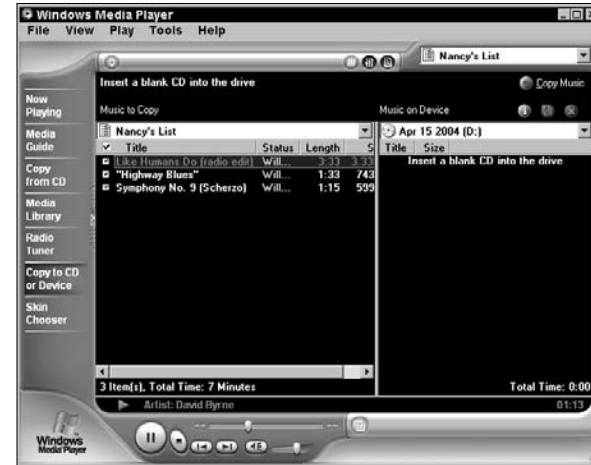 Windows Media Player
File View Play Tools Help
Nancy's List
Insert a blank CD into the drive
Copy Music
Music to Copy
Music on Device
Nancy's List
Apr 15 2004 (D:)
Title Status Length S
Title Size
Like Humans Do (radio edit) Will... 3:33 3.33
"Highway Blues" Will... 1:33 743
Symphony No. 9 (Scherzo) Will... 1:15 599
Insert a blank CD into the drive
Now
Playing
Media
Guide
Copy
from CD
Media
Library
Radio
Tuner
Copy to CD
or Device
Skin
Chooser
3 Item(s), Total Time: 7 Minutes
Total Time: 0:00
Artist: David Byrne
01:13
Windows
Media Player